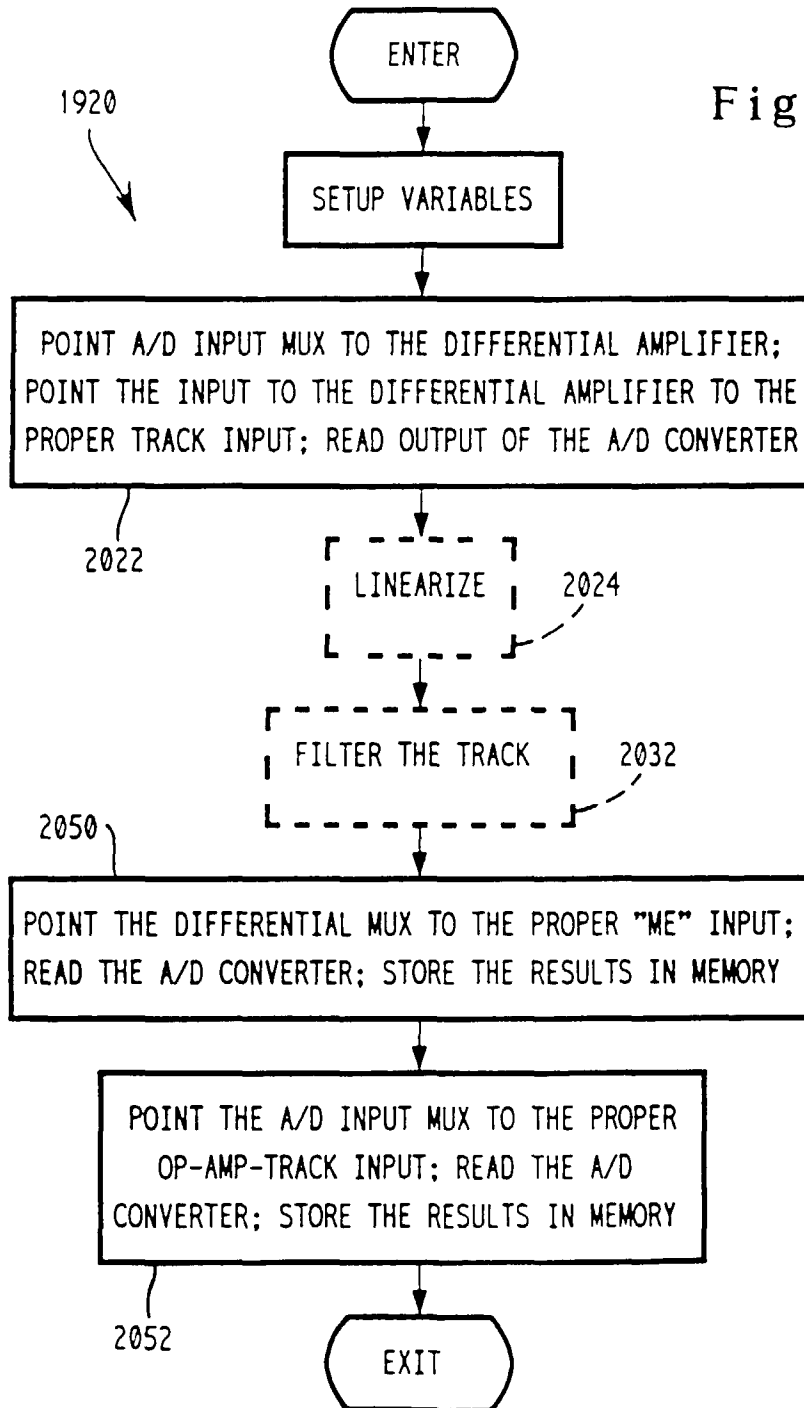 ENTER
1920
Fig
SETUP VARIABLES
POINT A/D INPUT MUX TO THE DIFFERENTIAL AMPLIFIER;
POINT THE INPUT TO THE DIFFERENTIAL AMPLIFIER TO THE
PROPER TRACK INPUT; READ OUTPUT OF THE A/D CONVERTER
2022
LINEARIZE
2024
FILTER THE TRACK
2032
2050
POINT THE DIFFERENTIAL MUX TO THE PROPER "ME" INPUT;
READ THE A/D CONVERTER; STORE THE RESULTS IN MEMORY
POINT THE A/D INPUT MUX TO THE PROPER
OP-AMP-TRACK INPUT; READ THE A/D
CONVERTER; STORE THE RESULTS IN MEMORY
2052
EXIT